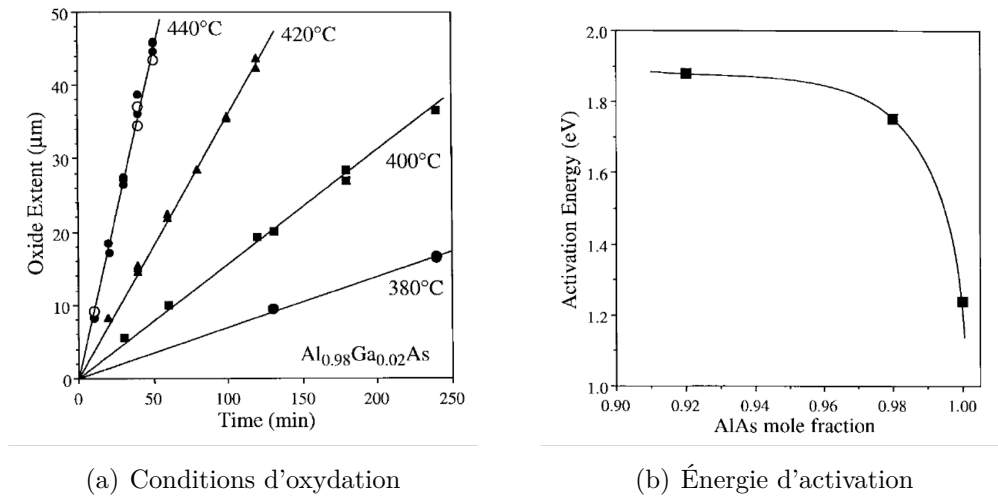 50
40
30
20
10
0
Oxide Extent (µm)
440°C
420°C
400°C
380°C
Al0.98Ga0.02As
0 50 100 150 200 250
Time (min)
2.0
1.8
1.6
1.4
1.2
1.0
Activation Energy (eV)
0.90 0.92 0.94 0.96 0.98 1.00
AlAs mole fraction
(a) Conditions d'oxydation
(b) Énergie d'activation